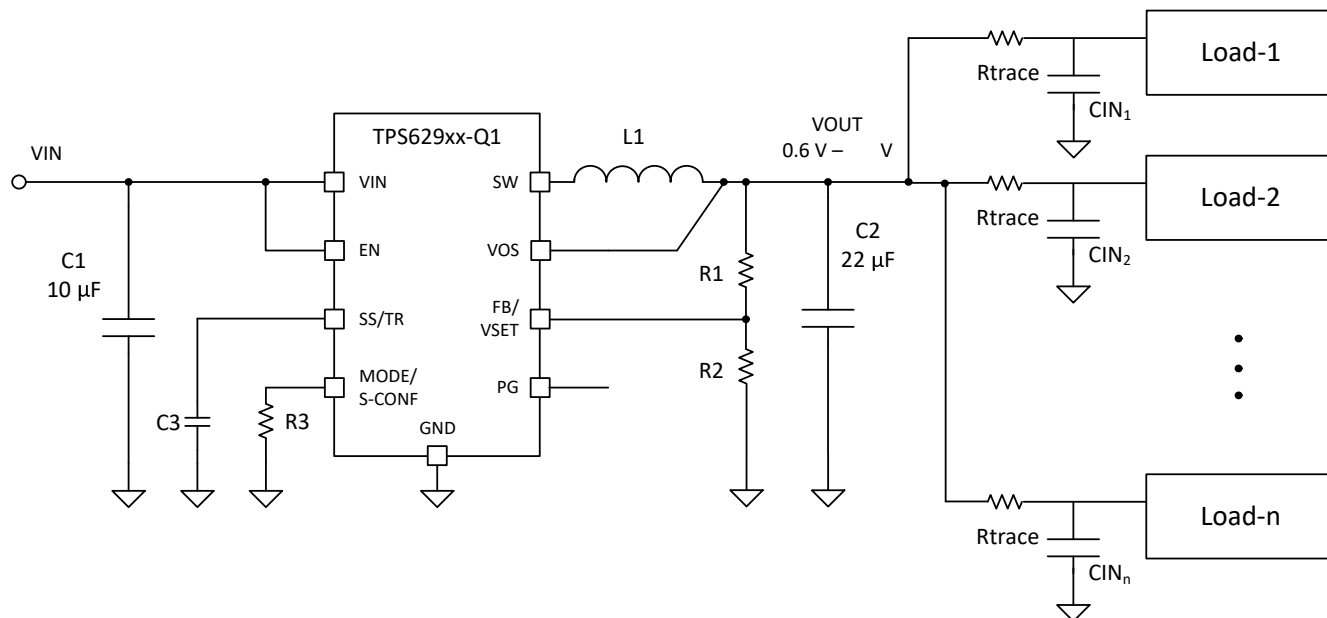 Load-1
Rtrace
CIN₁
TPS629xx-Q1
L1
VOUT
0.6 V – V
VIN
VIN
SW
Load-2
Rtrace
CIN₂
EN
VOS
C1
10 µF
C2
22 µF
R1
SS/TR
FB/
VSET
R2
MODE/
S-CONF
PG
C3
R3
GND
Load-n
Rtrace
CINₙ